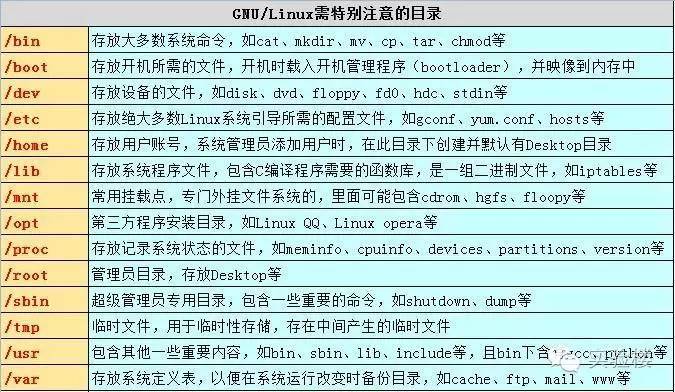 GNU/Linux需特别注意的目录
/bin 存放大多数系统命令，如cat、mkdir、mv、cp、tar、chmod等
/boot 存放开机所需的文件，开机时载入开机管理程序（bootloader），并映像到内存中
/dev 存放设备的文件，如disk、dvd、floppy、fd0、hdc、stdin等
/etc 存放绝大多数Linux系统引导所需的配置文件，如gconf、yum.conf、hosts等
/home 存放用户账号，系统管理员添加用户时，在此目录下创建并默认有Desktop目录
/lib 存放系统程序文件，包含C编译程序需要的函数库，是一组二进制文件，如iptables等
/mnt 常用挂载点，专门外挂文件系统的，里面可能包含cdrom、hgfs、floopy等
/opt 第三方程序安装目录，如Linux QQ、Linux opera等
/proc 存放记录系统状态的文件，如meminfo、cpuinfo、devices、partitions、version等
/root 管理员目录，存放Desktop等
/sbin 超级管理员专用目录，包含一些重要的命令，如shutdown、dump等
/tmp 临时文件，用于临时性存储，存在中间产生的临时文件
/usr 包含其他一些重要内容，如bin、sbin、lib、include等，且bin下含 python等
/var 存放系统定义表，以便在系统运行改变时备份目录，如cache、ftp、mail、www等
实验楼